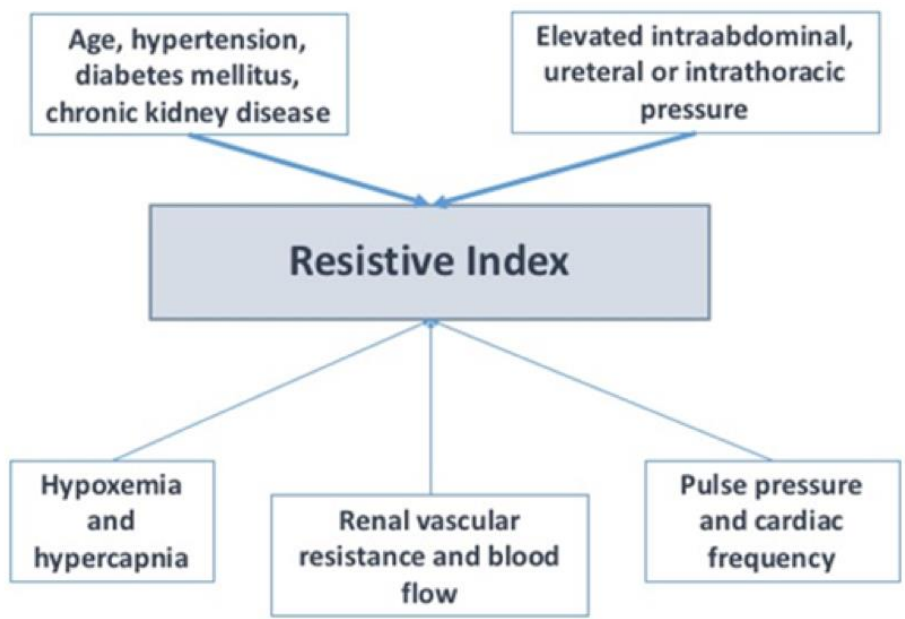 Age, hypertension,
diabetes mellitus,
chronic kidney disease
Elevated intraabdominal,
ureteral or intrathoracic
pressure
Resistive Index
Hypoxemia
and
hypercapnia
Renal vascular
resistance and blood
flow
Pulse pressure
and cardiac
frequency